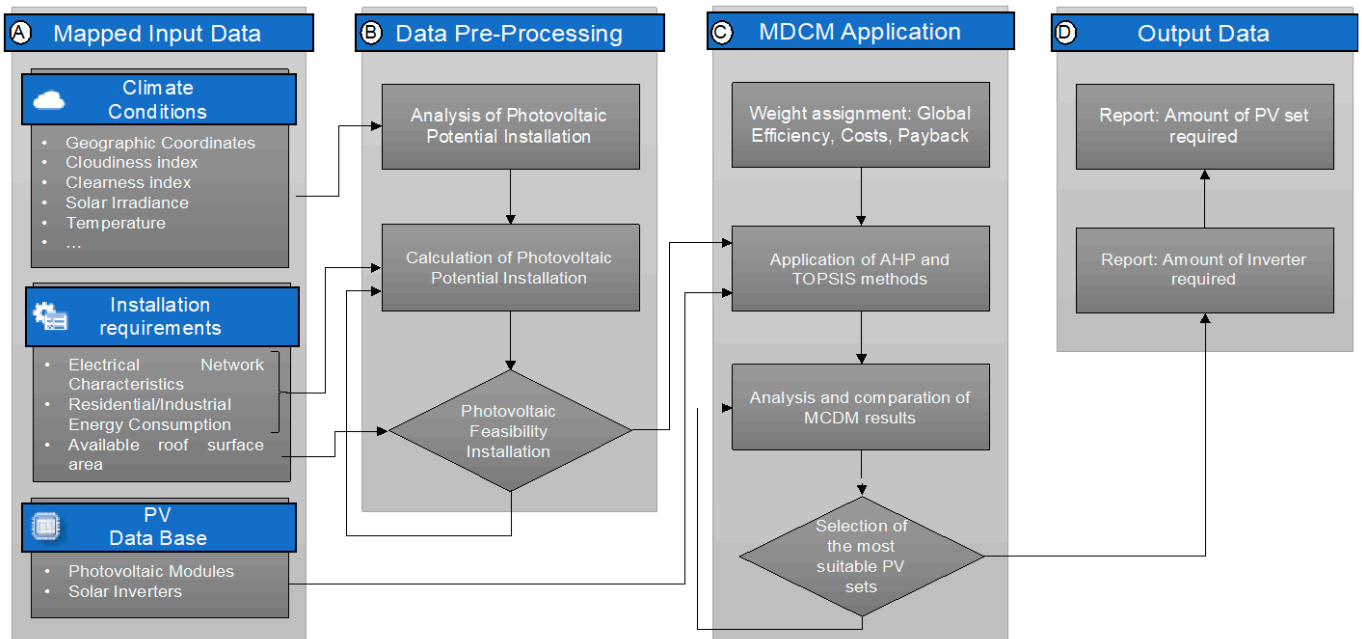 A Mapped Input Data
Climate
Conditions
• Geographic Coordinates
• Cloudiness index
• Clearness index
• Solar Irradiance
• Temperature
• ...
Installation
requirements
• Electrical Network
Characteristics
• Residential/Industrial
Energy Consumption
• Available roof surface
area
PV
Data Base
• Photovoltaic Modules
• Solar Inverters
B Data Pre-Processing
Analysis of Photovoltaic
Potential Installation
Calculation of Photovoltaic
Potential Installation
Photovoltaic
Feasibility
Installation
C MDCM Application
Weight assignment: Global
Efficiency, Costs, Payback
Application of AHP and
TOPSIS methods
Analysis and comparation of
MCDM results
Selection of
the most
suitable PV
sets
D Output Data
Report: Amount of PV set
required
Report: Amount of Inverter
required